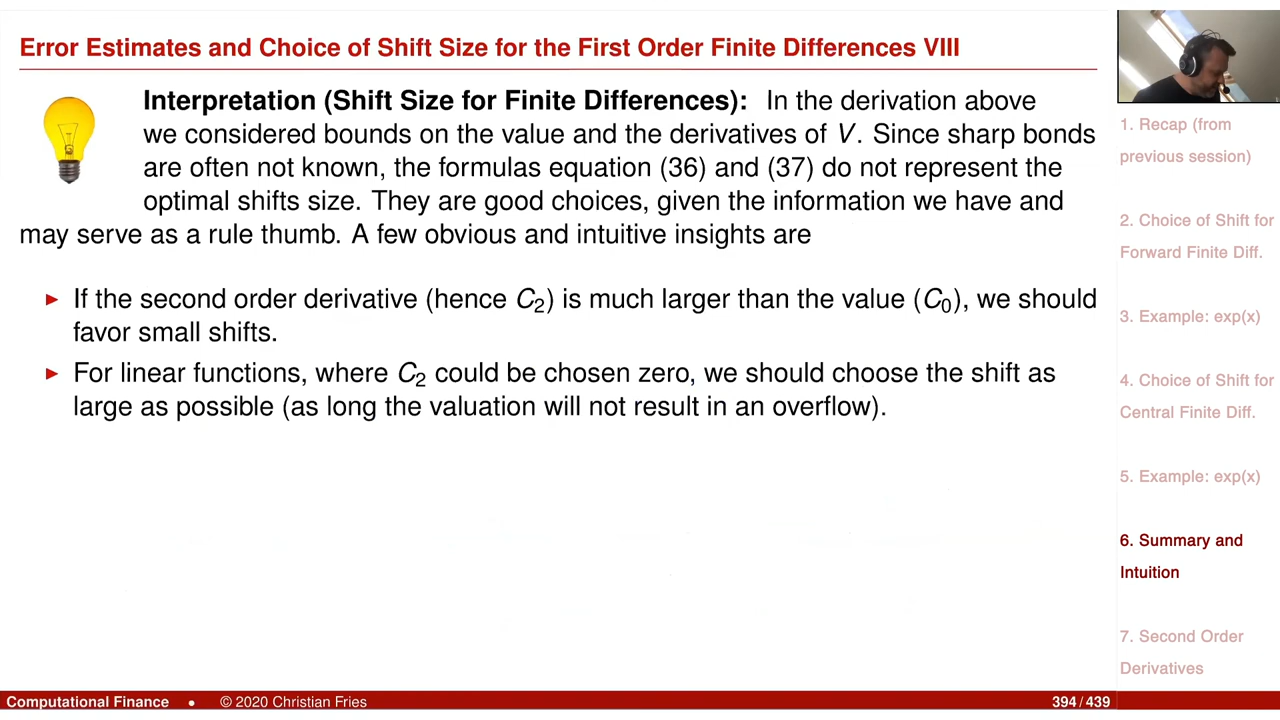 Error Estimates and Choice of Shift Size for the First Order Finite Differences VIII
Interpretation (Shift Size for Finite Differences): In the derivation above
we considered bounds on the value and the derivatives of V. Since sharp bonds
are often not known, the formulas equation (36) and (37) do not represent the
optimal shifts size. They are good choices, given the information we have and
may serve as a rule thumb. A few obvious and intuitive insights are
► If the second order derivative (hence C₂) is much larger than the value (C₀), we should
favor small shifts.
► For linear functions, where C₂ could be chosen zero, we should choose the shift as
large as possible (as long the valuation will not result in an overflow).
1. Recap (from
previous session)
2. Choice of Shift for
Forward Finite Diff.
3. Example: exp(x)
4. Choice of Shift for
Central Finite Diff.
5. Example: exp(x)
6. Summary and
Intuition
7. Second Order
Derivatives
Computational Finance • © 2020 Christian Fries 394/439